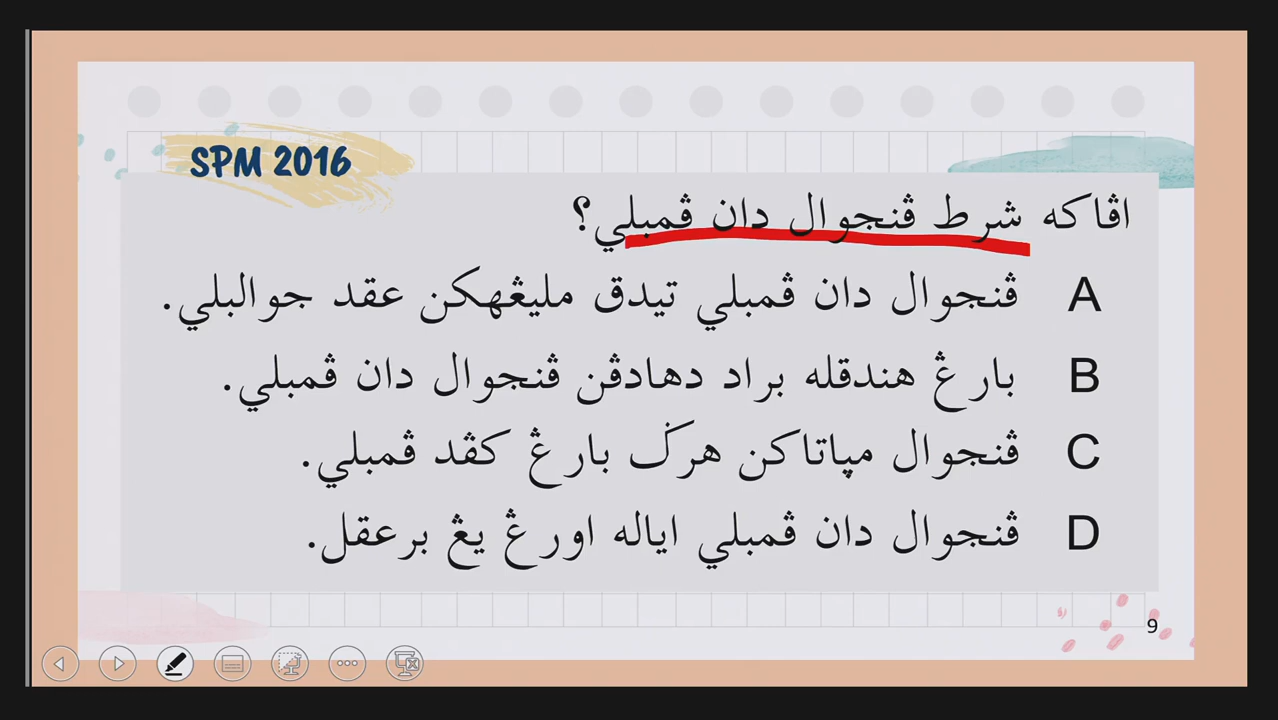 SPM 2016
اڤاكه شرط ڤنجوال دان ڤمبلي؟
A ڤنجوال دان ڤمبلي تيدق مليڠهكن عقد جوالبلي.
B بارڠ هندقله براد دهادڤن ڤنجوال دان ڤمبلي.
C ڤنجوال مپاتاكن هرݢ بارڠ كڤد ڤمبلي.
D ڤنجوال دان ڤمبلي اياله اورڠ يڠ برعقل.
9